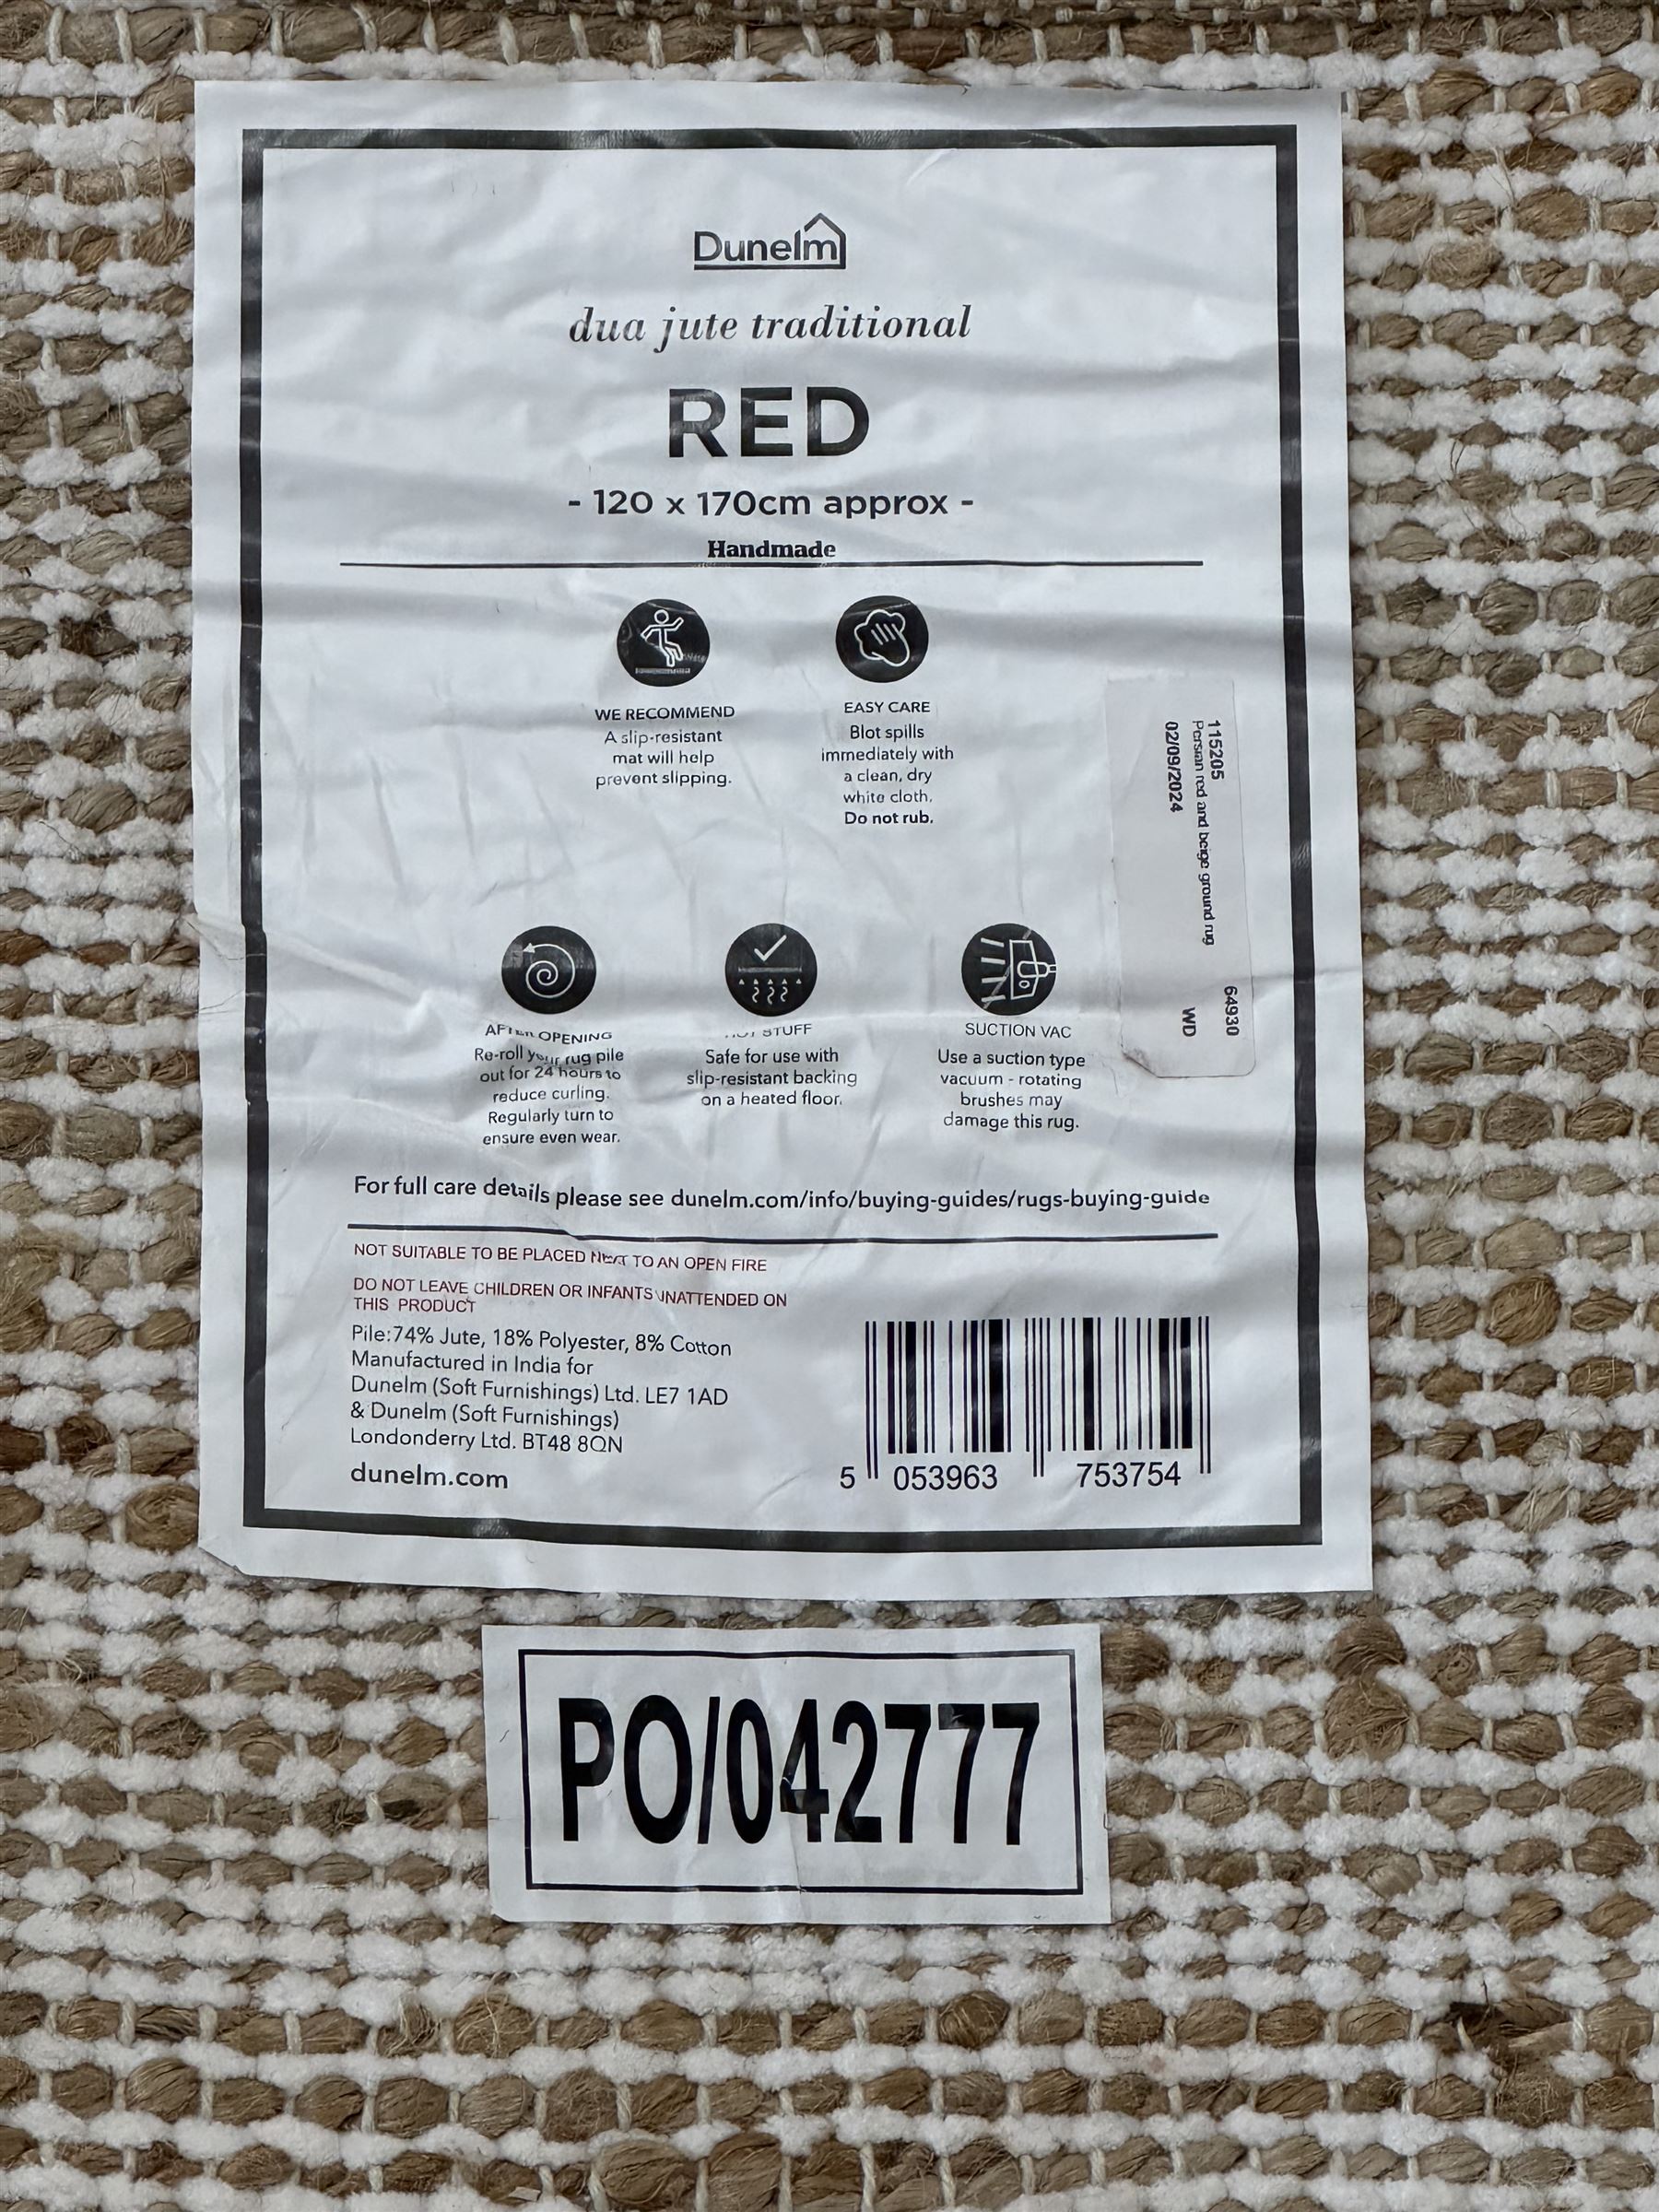 Dunelm
dua jute traditional
RED
- 120 x 170cm approx -
Handmade
WE RECOMMEND
A slip-resistant
mat will help
prevent slipping.
EASY CARE
Blot spills
immediately with
a clean, dry
white cloth.
Do not rub.
115205
Persian red and beige ground rug
02/09/2024
64930
WD
AFTER OPENING
Re-roll your rug pile
out for 24 hours to
reduce curling.
Regularly turn to
ensure even wear.
HOT STUFF
Safe for use with
slip-resistant backing
on a heated floor.
SUCTION VAC
Use a suction type
vacuum - rotating
brushes may
damage this rug.
For full care details please see dunelm.com/info/buying-guides/rugs-buying-guide
NOT SUITABLE TO BE PLACED NEXT TO AN OPEN FIRE
DO NOT LEAVE CHILDREN OR INFANTS UNATTENDED ON
THIS PRODUCT
Pile:74% Jute, 18% Polyester, 8% Cotton
Manufactured in India for
Dunelm (Soft Furnishings) Ltd. LE7 1AD
& Dunelm (Soft Furnishings)
Londonderry Ltd. BT48 8QN
dunelm.com
5 053963 753754
PO/042777